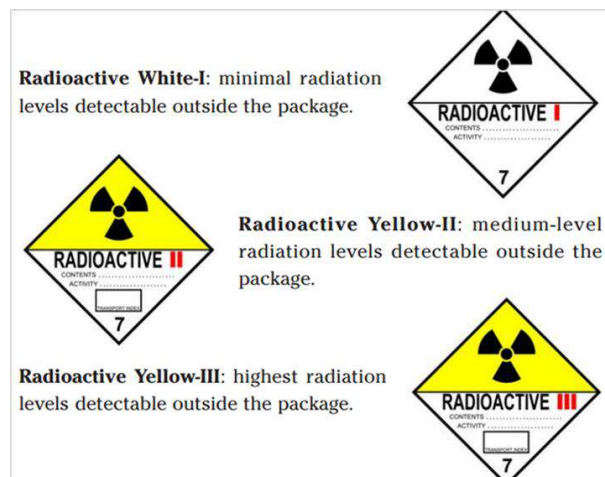 Radioactive White-I: minimal radiation
levels detectable outside the package.
RADIOACTIVE I
CONTENTS ....................
ACTIVITY ....................
7
RADIOACTIVE II
CONTENTS ....................
ACTIVITY ................
TRANSPORT INDEX
7
Radioactive Yellow-II: medium-level
radiation levels detectable outside the
package.
Radioactive Yellow-III: highest radiation
levels detectable outside the package.
RADIOACTIVE III
CONTENTS ....................
ACTIVITY ................
TRANSPORT INDEX
7